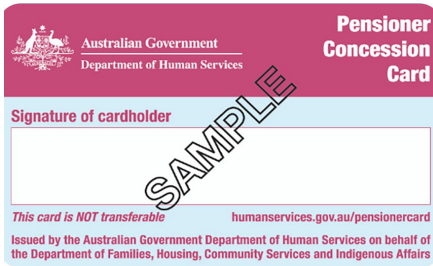 Australian Government
Department of Human Services
Pensioner
Concession
Card
Signature of cardholder
SAMPLE
This card is NOT transferable
humanservices.gov.au/pensionercard
Issued by the Australian Government Department of Human Services on behalf of
the Department of Families, Housing, Community Services and Indigenous Affairs